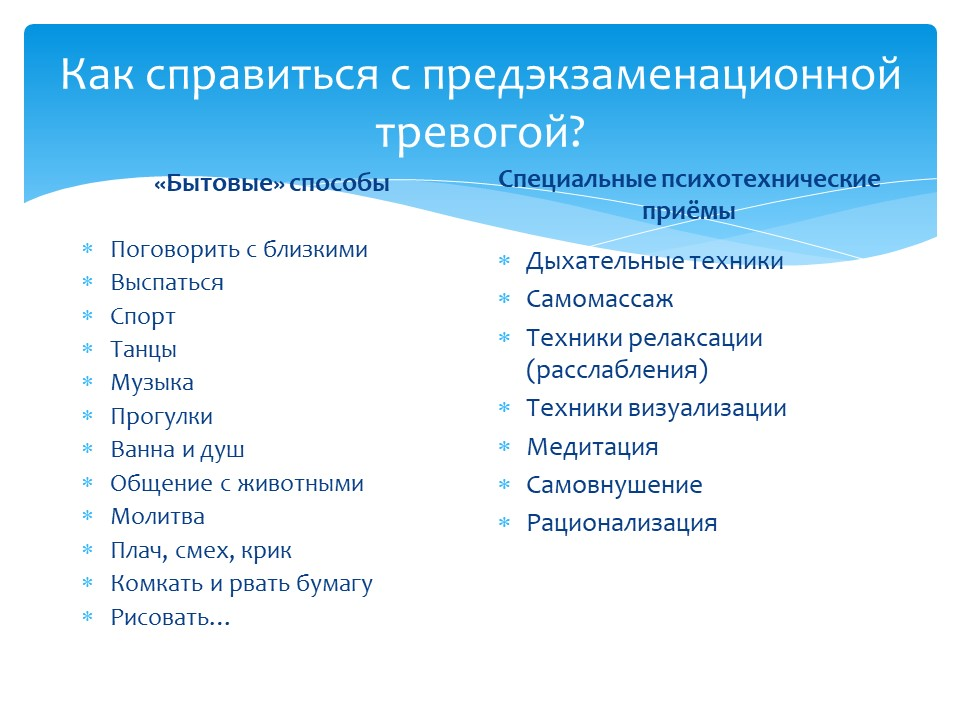 Как справиться с предэкзаменационной
тревогой?
«Бытовые» способы
Поговорить с близкими
Выспаться
Спорт
Танцы
Музыка
Прогулки
Ванна и душ
Общение с животными
Молитва
Плач, смех, крик
Комкать и рвать бумагу
Рисовать…
Специальные психотехнические
приёмы
Дыхательные техники
Самомассаж
Техники релаксации
(расслабления)
Техники визуализации
Медитация
Самовнушение
Рационализация